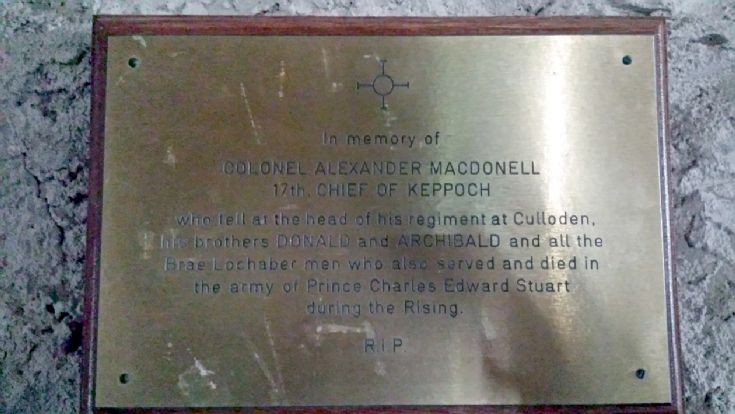 In memory of
COLONEL ALEXANDER MACDONELL
17th. CHIEF OF KEPPOCH
who fell at the head of his regiment at Culloden,
his brothers DONALD and ARCHIBALD and all the
Brae Lochaber men who also served and died in
the army of Prince Charles Edward Stuart
during the Rising.
R.I.P.